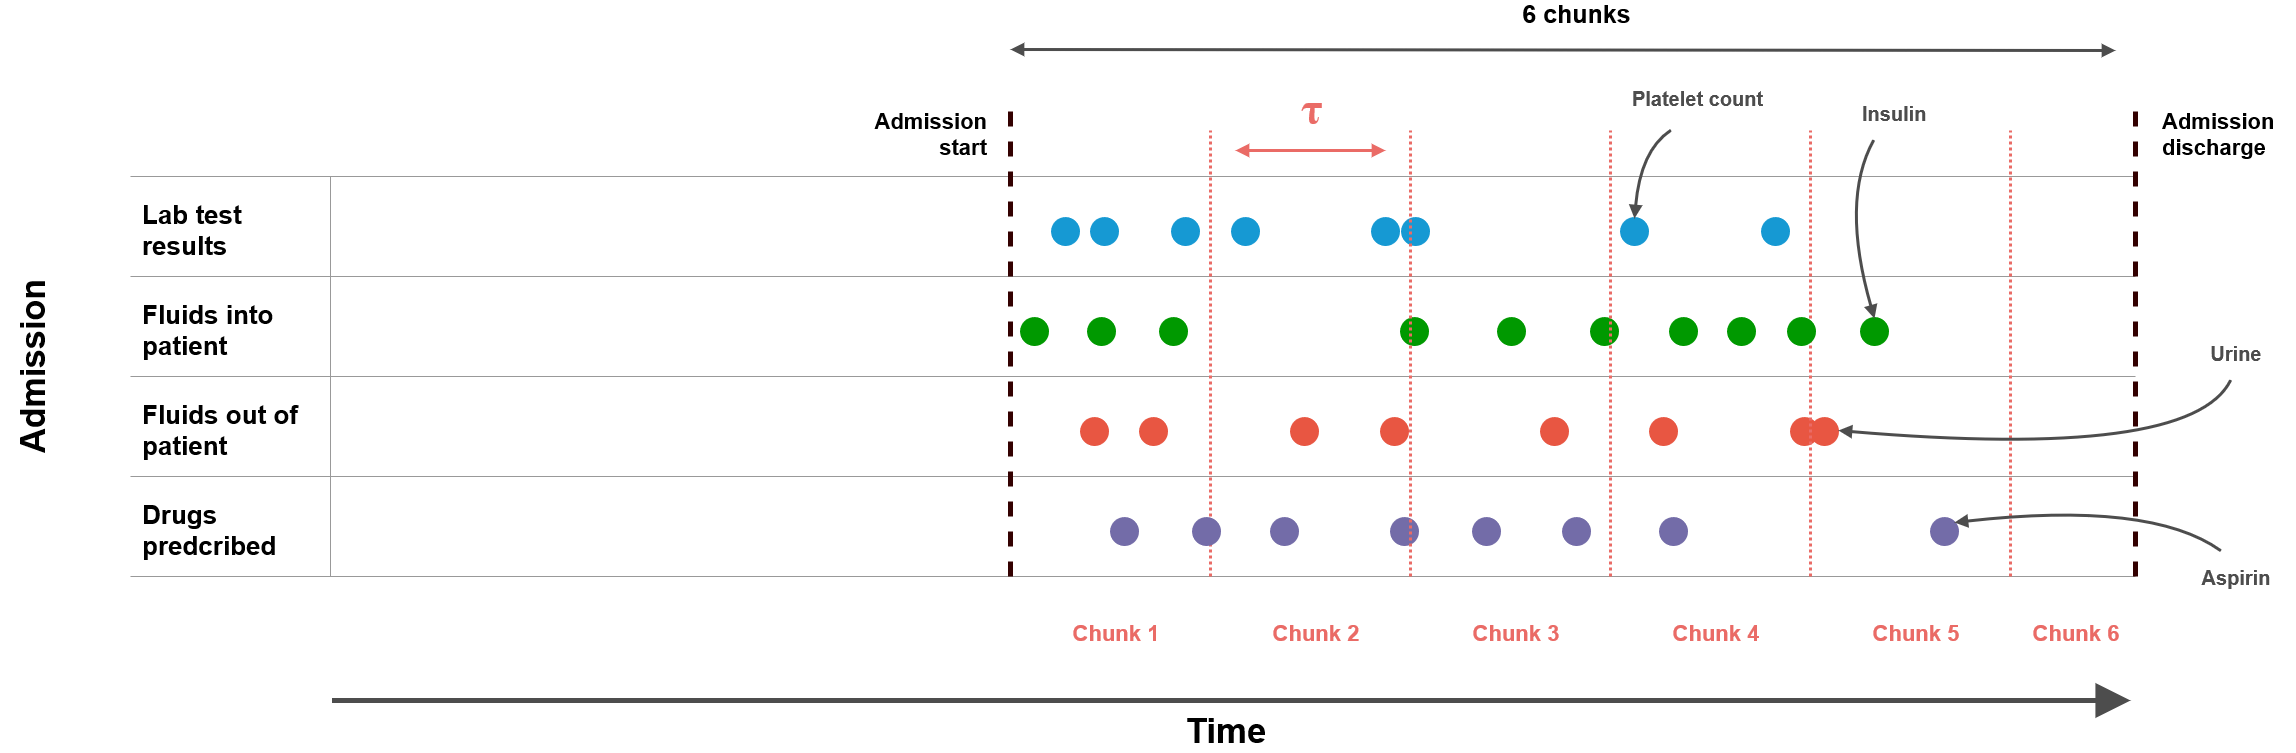 6 chunks
τ
Platelet count
Insulin
Admission
start
Admission
discharge
Lab test
results
Fluids into
patient
Admission
Urine
Fluids out of
patient
Drugs
predcribed
Aspirin
Chunk 1
Chunk 2
Chunk 3
Chunk 4
Chunk 5
Chunk 6
Time